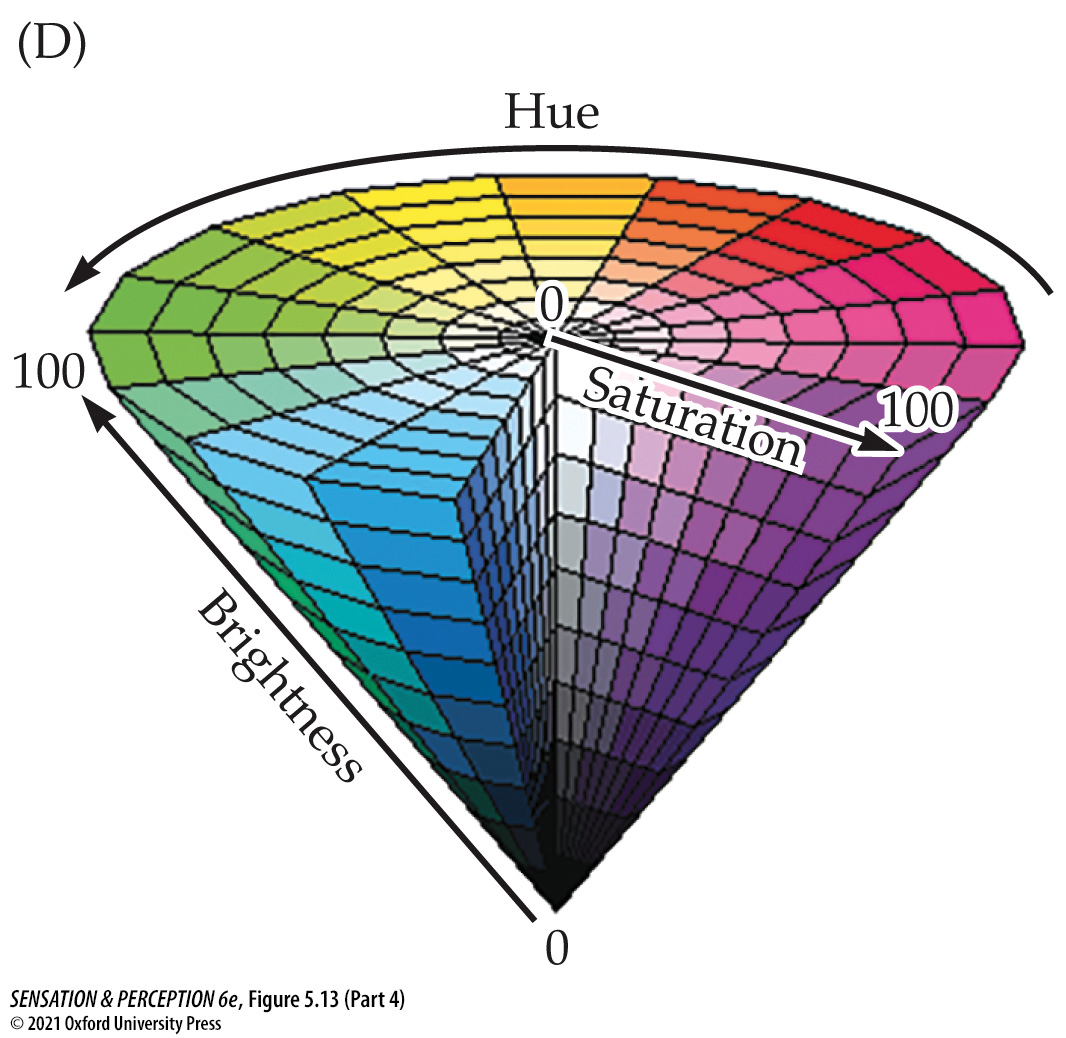 (D)
Hue
0
100
Saturation
100
Brightness
0
SENSATION & PERCEPTION 6e, Figure 5.13 (Part 4)
© 2021 Oxford University Press